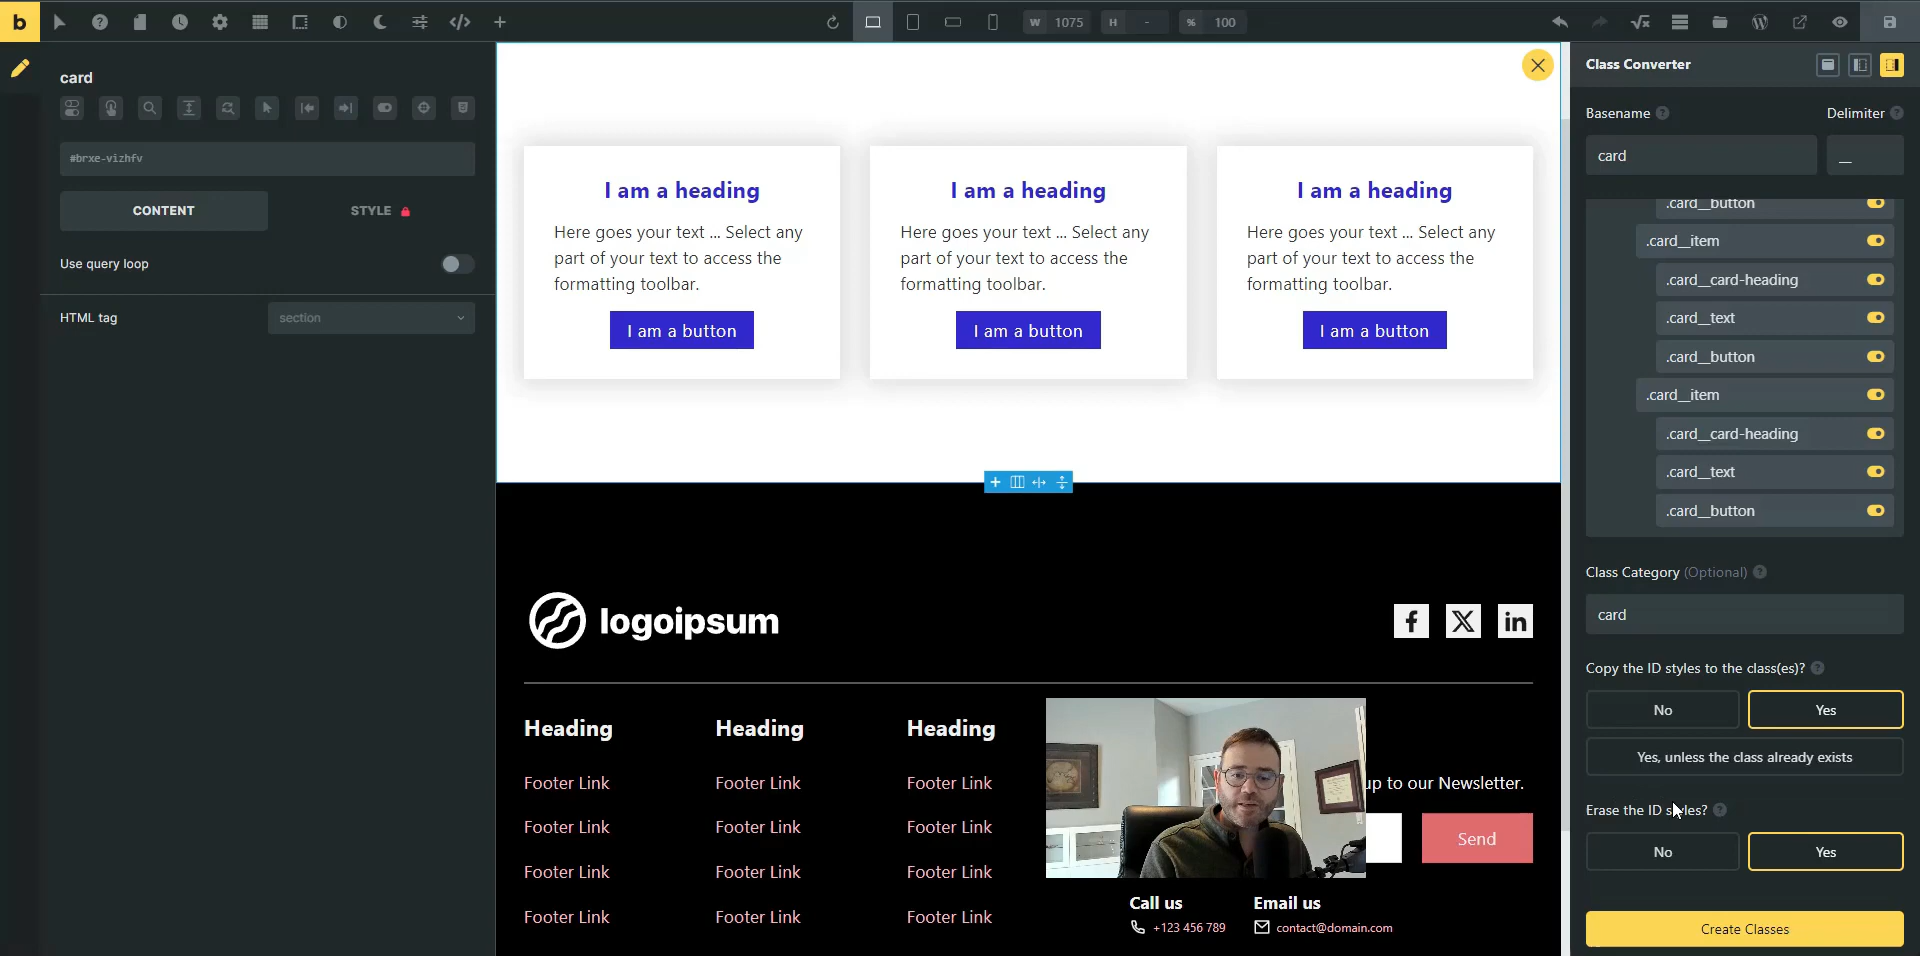 b
W 1075 H - % 100
card
#brxe-vizhfv
CONTENT
STYLE
Use query loop
HTML tag
section
I am a heading
Here goes your text ... Select any
part of your text to access the
formatting toolbar.
I am a button
I am a heading
Here goes your text ... Select any
part of your text to access the
formatting toolbar.
I am a button
I am a heading
Here goes your text ... Select any
part of your text to access the
formatting toolbar.
I am a button
logoipsum
Heading
Footer Link
Footer Link
Footer Link
Footer Link
Heading
Footer Link
Footer Link
Footer Link
Footer Link
Heading
Footer Link
Footer Link
Footer Link
Footer Link
up to our Newsletter.
Send
Call us
+123 456 789
Email us
contact@domain.com
Class Converter
Basename
Delimiter
card
__
.card__button
.card__item
.card__card-heading
.card__text
.card__button
.card__item
.card__card-heading
.card__text
.card__button
Class Category (Optional)
card
Copy the ID styles to the class(es)?
No
Yes
Yes, unless the class already exists
Erase the ID styles?
No
Yes
Create Classes